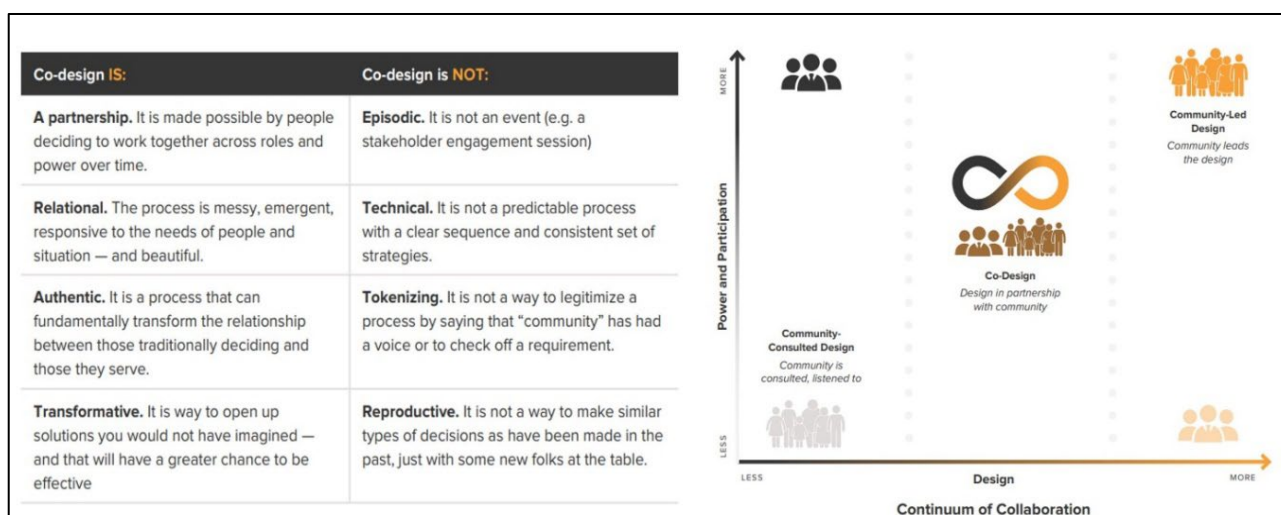 Co-design IS:
Co-design is NOT:
A partnership. It is made possible by people
deciding to work together across roles and
power over time.
Episodic. It is not an event (e.g. a
stakeholder engagement session)
Relational. The process is messy, emergent,
responsive to the needs of people and
situation — and beautiful.
Technical. It is not a predictable process
with a clear sequence and consistent set of
strategies.
Authentic. It is a process that can
fundamentally transform the relationship
between those traditionally deciding and
those they serve.
Tokenizing. It is not a way to legitimize a
process by saying that “community” has had
a voice or to check off a requirement.
Transformative. It is way to open up
solutions you would not have imagined —
and that will have a greater chance to be
effective
Reproductive. It is not a way to make similar
types of decisions as have been made in the
past, just with some new folks at the table.
MORE
Power and Participation
LESS
Community-Led
Design
Community leads
the design
Co-Design
Design in partnership
with community
Community-
Consulted Design
Community is
consulted, listened to
LESS
Design
MORE
Continuum of Collaboration